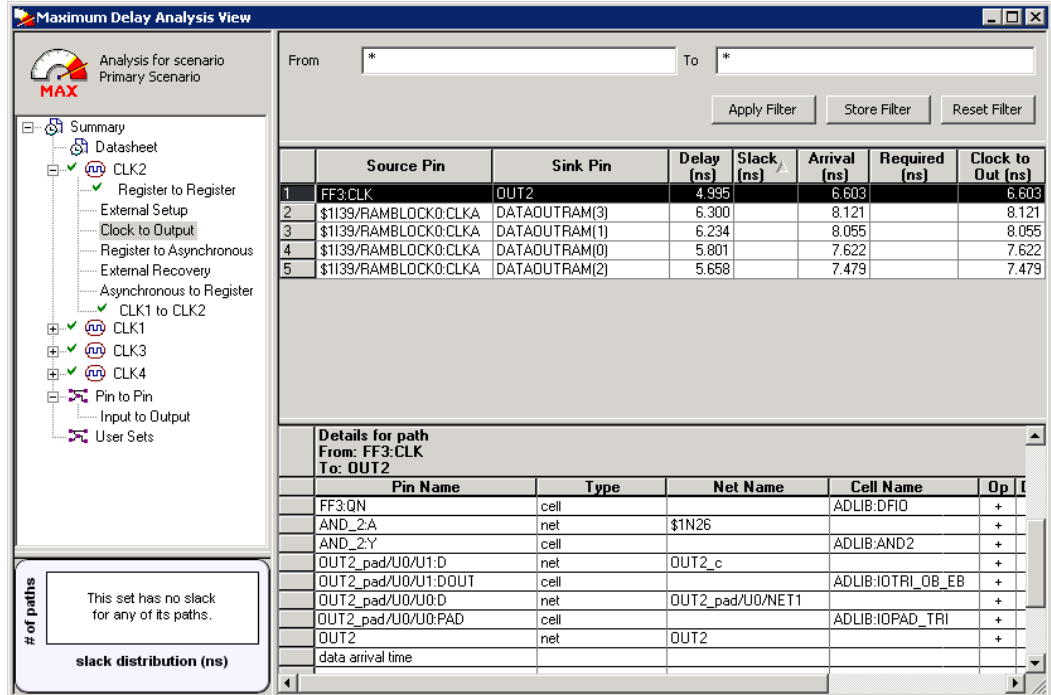 Maximum Delay Analysis View
MAX
Analysis for scenario
Primary Scenario
Summary
Datasheet
CLK2
Register to Register
External Setup
Clock to Output
Register to Asynchronous
External Recovery
Asynchronous to Register
CLK1 to CLK2
CLK1
CLK3
CLK4
Pin to Pin
Input to Output
User Sets
# of paths
This set has no slack
for any of its paths.
slack distribution (ns)
From * To *
Apply Filter Store Filter Reset Filter
Source Pin Sink Pin Delay (ns) Slack (ns) Arrival (ns) Required (ns) Clock to Out (ns)
1 FF3:CLK OUT2 4.995 6.603 6.603
2 $1I39/RAMBLOCK0:CLKA DATAOUTRAM(3) 6.300 8.121 8.121
3 $1I39/RAMBLOCK0:CLKA DATAOUTRAM(1) 6.234 8.055 8.055
4 $1I39/RAMBLOCK0:CLKA DATAOUTRAM(0) 5.801 7.622 7.622
5 $1I39/RAMBLOCK0:CLKA DATAOUTRAM(2) 5.658 7.479 7.479
Details for path
From: FF3:CLK
To: OUT2
Pin Name Type Net Name Cell Name Op
FF3:QN cell ADLIB:DFI0 +
AND_2:A net $1N26 +
AND_2:Y cell ADLIB:AND2 +
OUT2_pad/U0/U1:D net OUT2_c +
OUT2_pad/U0/U1:DOUT cell ADLIB:IOTRI_OB_EB +
OUT2_pad/U0/U0:D net OUT2_pad/U0/NET1 +
OUT2_pad/U0/U0:PAD cell ADLIB:IOPAD_TRI +
OUT2 net OUT2 +
data arrival time